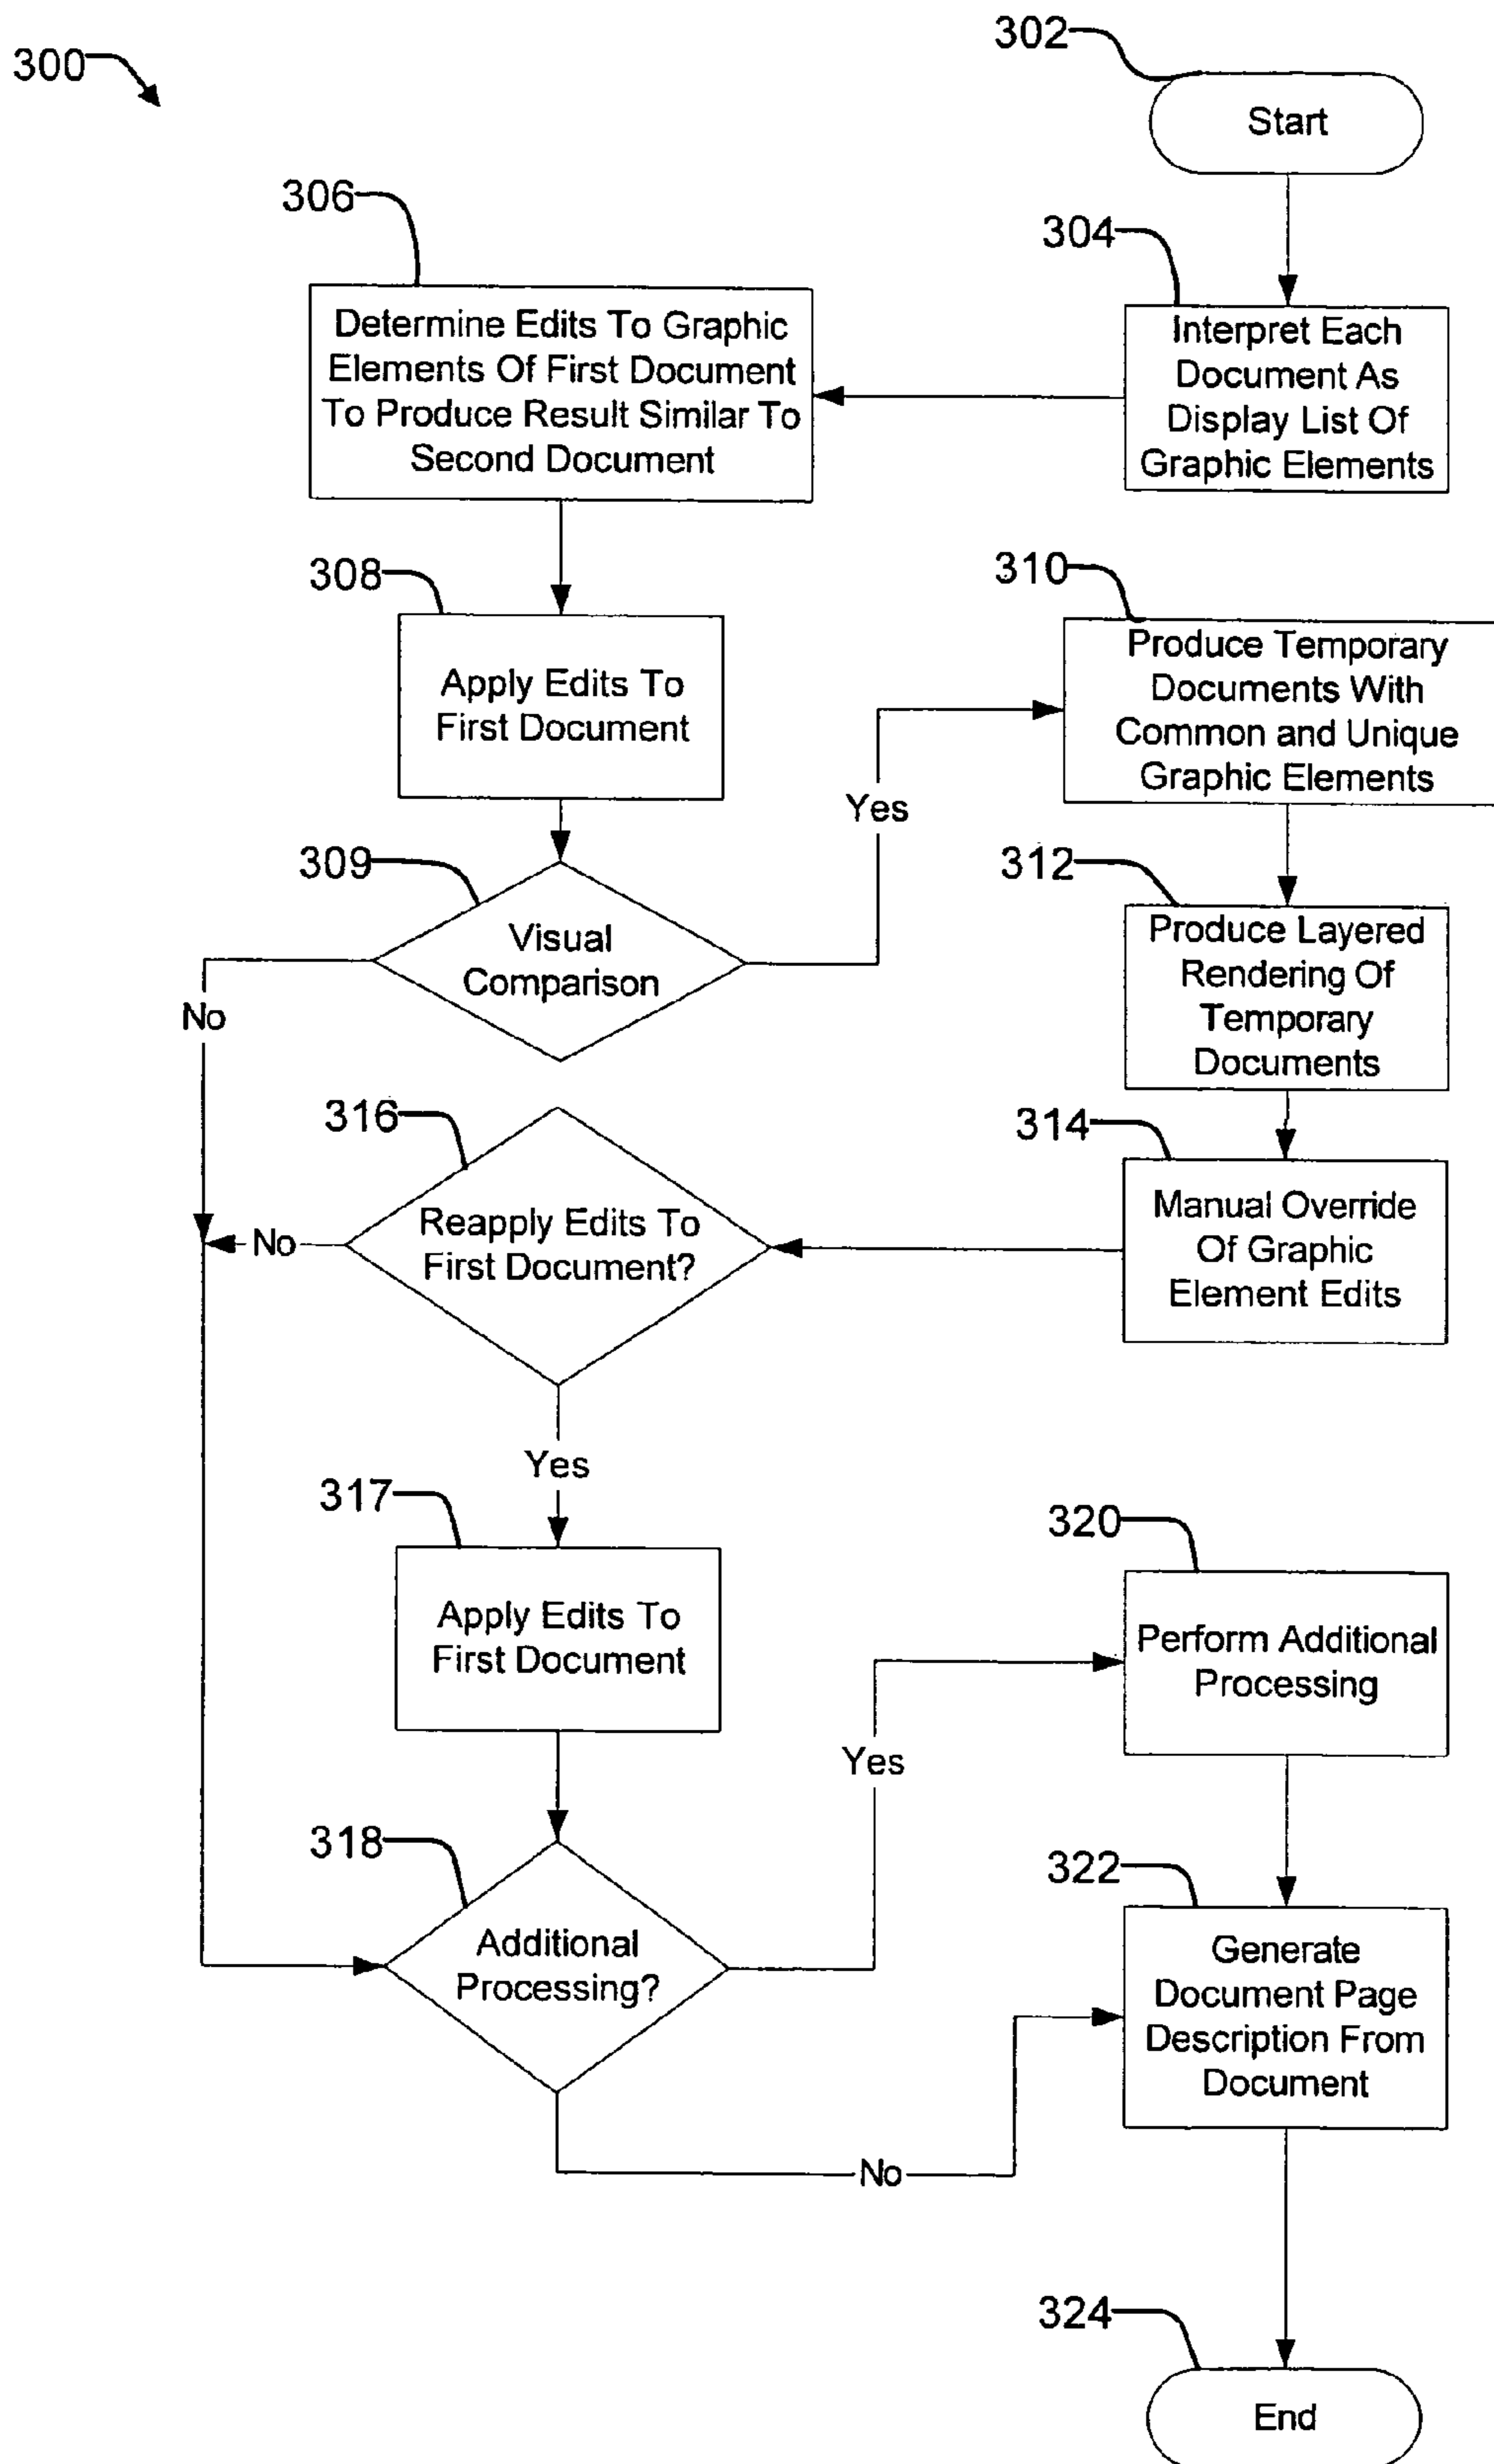 300
302
Start
304
Interpret Each
Document As
Display List Of
Graphic Elements
306
Determine Edits To Graphic
Elements Of First Document
To Produce Result Similar To
Second Document
308
Apply Edits To
First Document
309
Visual
Comparison
Yes
No
310
Produce Temporary
Documents With
Common and Unique
Graphic Elements
312
Produce Layered
Rendering Of
Temporary
Documents
314
Manual Override
Of Graphic
Element Edits
316
Reapply Edits To
First Document?
No
Yes
317
Apply Edits To
First Document
318
Additional
Processing?
Yes
No
320
Perform Additional
Processing
322
Generate
Document Page
Description From
Document
324
End